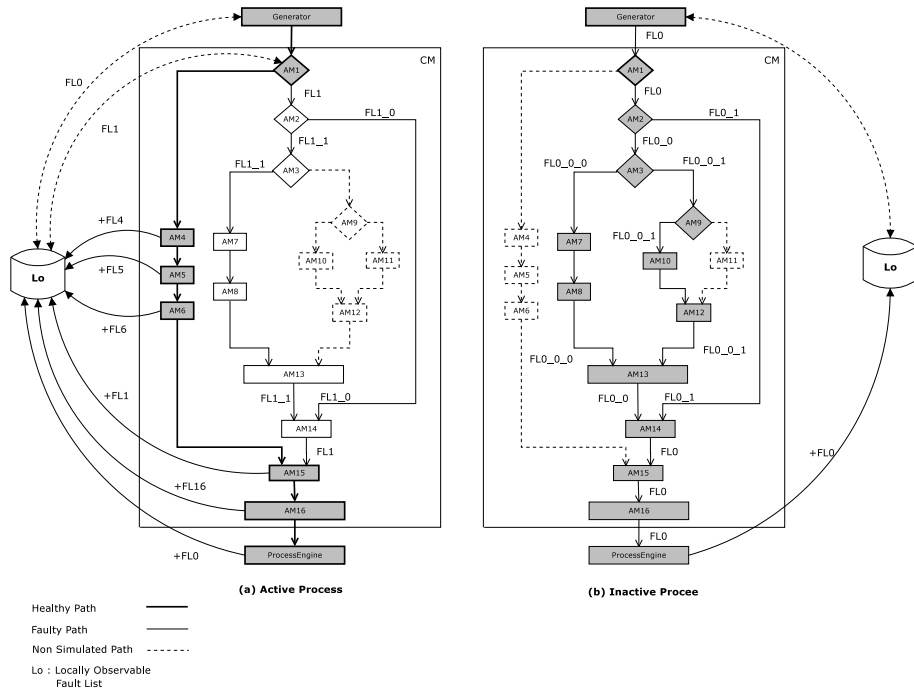 Generator
CM
FL0
AM1
FL1
FL1
AM2
FL1_0
FL1_1
FL1_1
AM3
AM9
+FL4
AM4
AM7
AM10
AM11
Lo
+FL5
AM5
AM8
AM6
AM12
+FL6
AM13
+FL1
FL1_1
FL1_0
AM14
FL1
AM15
+FL16
AM16
+FL0
ProcessEngine
(a) Active Process
Generator
FL0
CM
AM1
FL0
AM2
FL0_1
FL0_0
FL0_0_0
FL0_0_1
AM3
AM9
AM4
AM7
FL0_0_1
AM10
AM11
Lo
AM5
AM8
AM6
AM12
FL0_0_0
FL0_0_1
AM13
FL0_0
FL0_1
AM14
FL0
+FL0
AM15
FL0
AM16
FL0
ProcessEngine
(b) Inactive Procee
Healthy Path
Faulty Path
Non Simulated Path
Lo : Locally Observable
Fault List